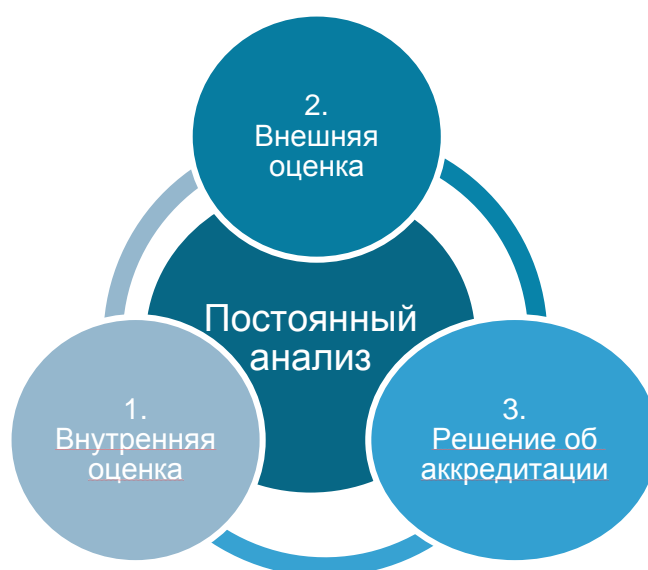 2.
Внешняя
оценка
Постоянный
анализ
1.
Внутренняя
оценка
3.
Решение об
аккредитации